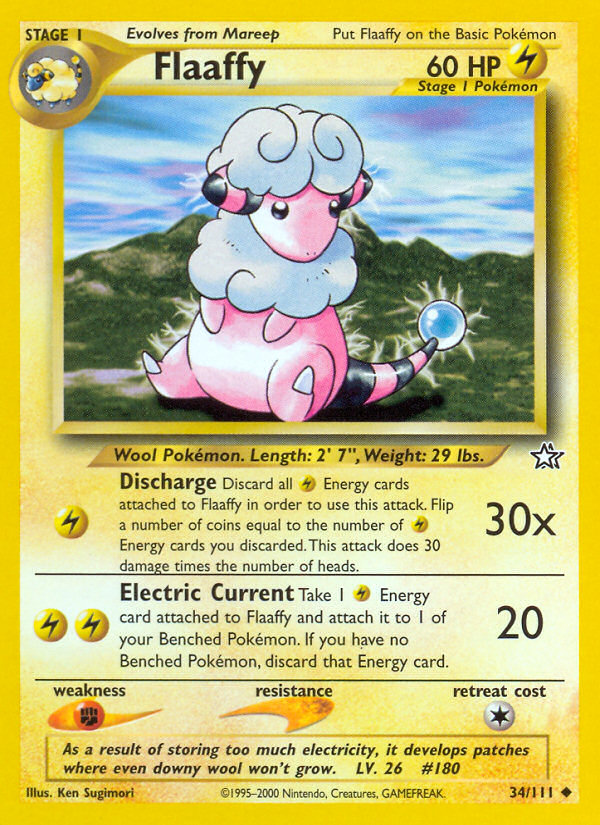 STAGE 1 Evolves from Mareep Put Flaaffy on the Basic Pokémon
Flaaffy 60 HP
Stage 1 Pokémon
Wool Pokémon. Length: 2' 7", Weight: 29 lbs.
Discharge Discard all Energy cards
attached to Flaaffy in order to use this attack. Flip
a number of coins equal to the number of
Energy cards you discarded. This attack does 30
damage times the number of heads.
30x
Electric Current Take 1 Energy
card attached to Flaaffy and attach it to 1 of
your Benched Pokémon. If you have no
Benched Pokémon, discard that Energy card.
20
weakness resistance retreat cost
As a result of storing too much electricity, it develops patches
where even downy wool won't grow. LV. 26 #180
Illus. Ken Sugimori ©1995–2000 Nintendo, Creatures, GAMEFREAK. 34/111